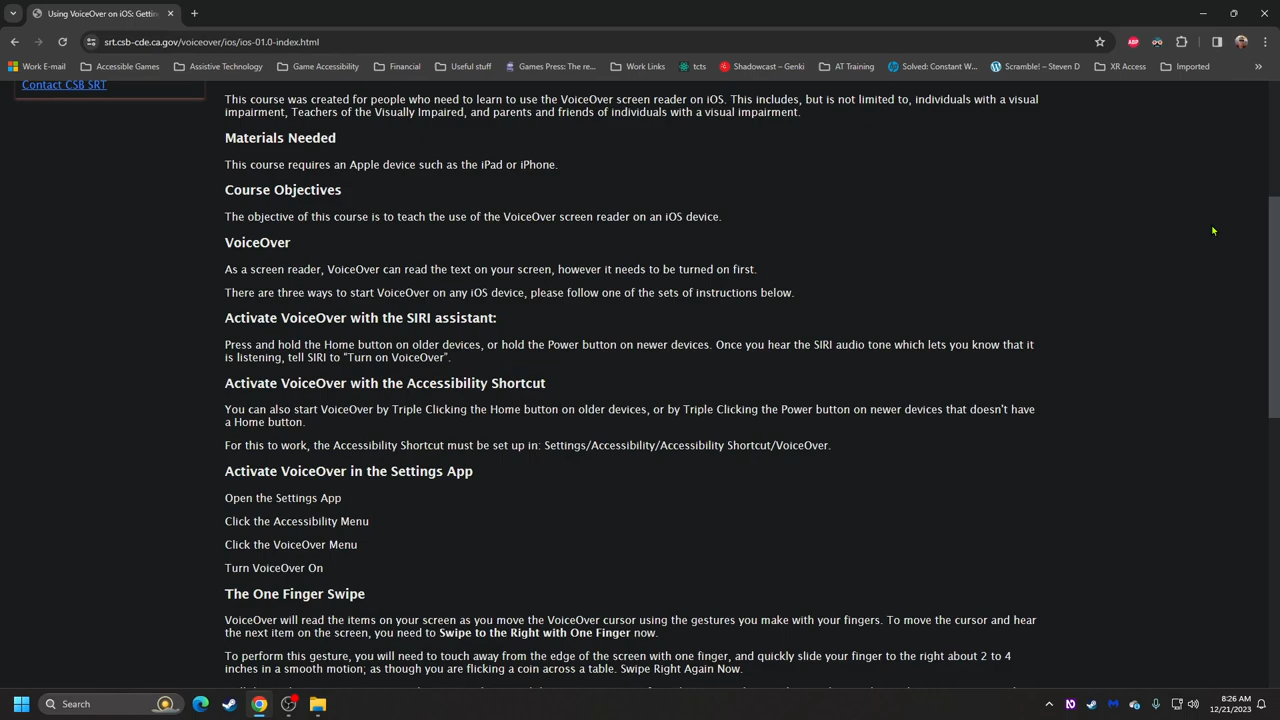 Using VoiceOver on iOS: Gettin
srt.csb-cde.ca.gov/voiceover/ios/ios-01.0-index.html
ABP
Work E-mail
Accessible Games
Assistive Technology
Game Accessibility
Financial
Useful stuff
Games Press: The re...
Work Links
tcts
Shadowcast - Genki
AT Training
Solved: Constant W...
Scramble! – Steven D
XR Access
Imported
Contact CSB SRT
This course was created for people who need to learn to use the VoiceOver screen reader on iOS. This includes, but is not limited to, individuals with a visual
impairment, Teachers of the Visually Impaired, and parents and friends of individuals with a visual impairment.
Materials Needed
This course requires an Apple device such as the iPad or iPhone.
Course Objectives
The objective of this course is to teach the use of the VoiceOver screen reader on an iOS device.
VoiceOver
As a screen reader, VoiceOver can read the text on your screen, however it needs to be turned on first.
There are three ways to start VoiceOver on any iOS device, please follow one of the sets of instructions below.
Activate VoiceOver with the SIRI assistant:
Press and hold the Home button on older devices, or hold the Power button on newer devices. Once you hear the SIRI audio tone which lets you know that it
is listening, tell SIRI to “Turn on VoiceOver”.
Activate VoiceOver with the Accessibility Shortcut
You can also start VoiceOver by Triple Clicking the Home button on older devices, or by Triple Clicking the Power button on newer devices that doesn't have
a Home button.
For this to work, the Accessibility Shortcut must be set up in: Settings/Accessibility/Accessibility Shortcut/VoiceOver.
Activate VoiceOver in the Settings App
Open the Settings App
Click the Accessibility Menu
Click the VoiceOver Menu
Turn VoiceOver On
The One Finger Swipe
VoiceOver will read the items on your screen as you move the VoiceOver cursor using the gestures you make with your fingers. To move the cursor and hear
the next item on the screen, you need to Swipe to the Right with One Finger now.
To perform this gesture, you will need to touch away from the edge of the screen with one finger, and quickly slide your finger to the right about 2 to 4
inches in a smooth motion; as though you are flicking a coin across a table. Swipe Right Again Now.
Search
8:26 AM
12/21/2023